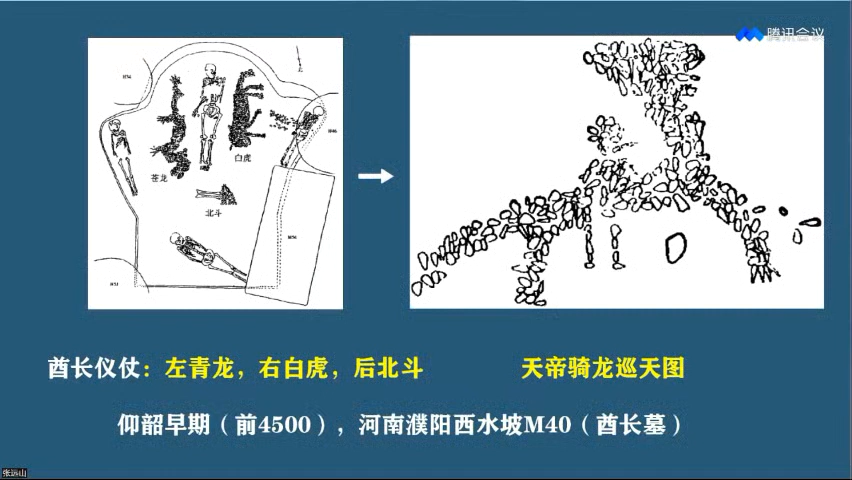 腾讯会议
苍龙
白虎
北斗
酋长仪仗：左青龙，右白虎，后北斗
天帝骑龙巡天图
仰韶早期（前4500），河南濮阳西水坡M40（酋长墓）
张远山